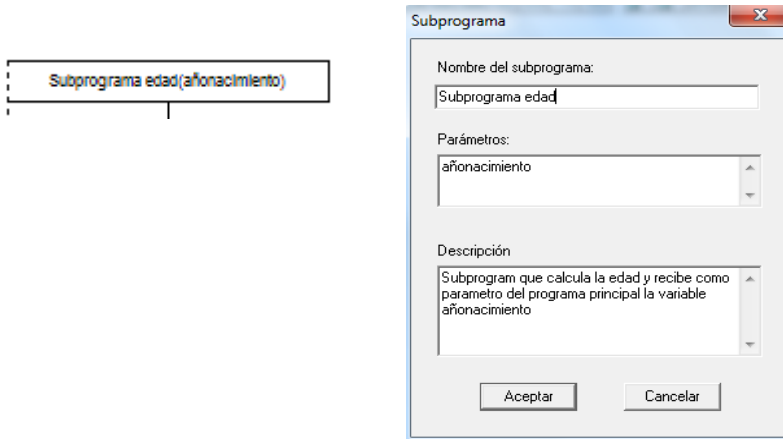 Subprograma edad(añonacimiento)
Subprograma
Nombre del subprograma:
Subprograma edad
Parámetros:
añonacimiento
Descripción
Subprogram que calcula la edad y recibe como
parametro del programa principal la variable
añonacimiento
Aceptar
Cancelar